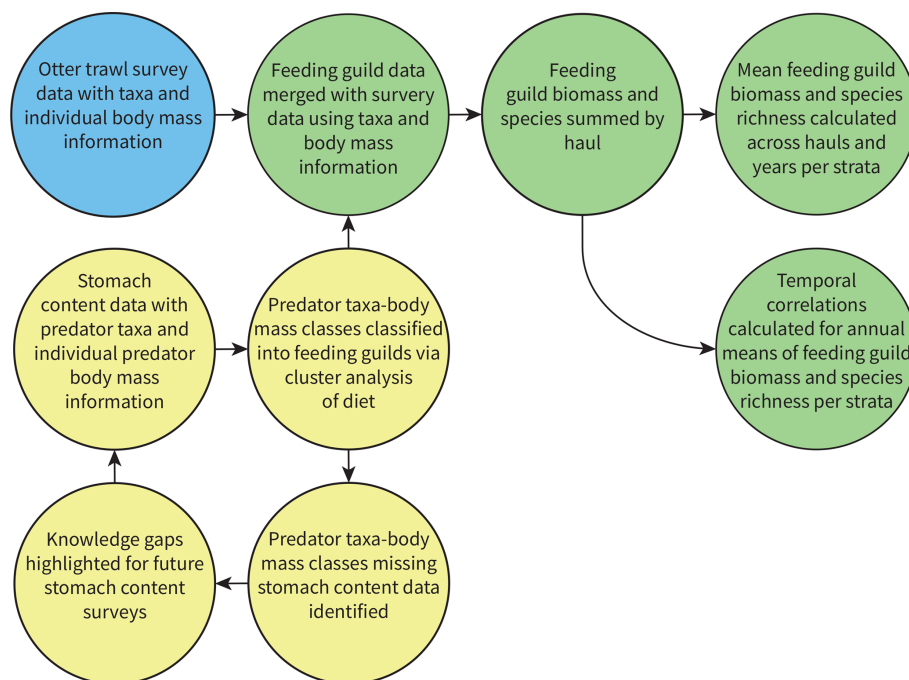 Otter trawl survey
data with taxa and
individual body mass
information
Feeding guild data
merged with survery
data using taxa and
body mass
information
Feeding
guild biomass and
species summed by
haul
Mean feeding guild
biomass and species
richness calculated
across hauls and
years per strata
Stomach
content data with
predator taxa and
individual predator
body mass
information
Predator taxa-body
mass classes classified
into feeding guilds via
cluster analysis
of diet
Temporal
correlations
calculated for annual
means of feeding guild
biomass and species
richness per strata
Knowledge gaps
highlighted for future
stomach content
surveys
Predator taxa-body
mass classes missing
stomach content data
identified